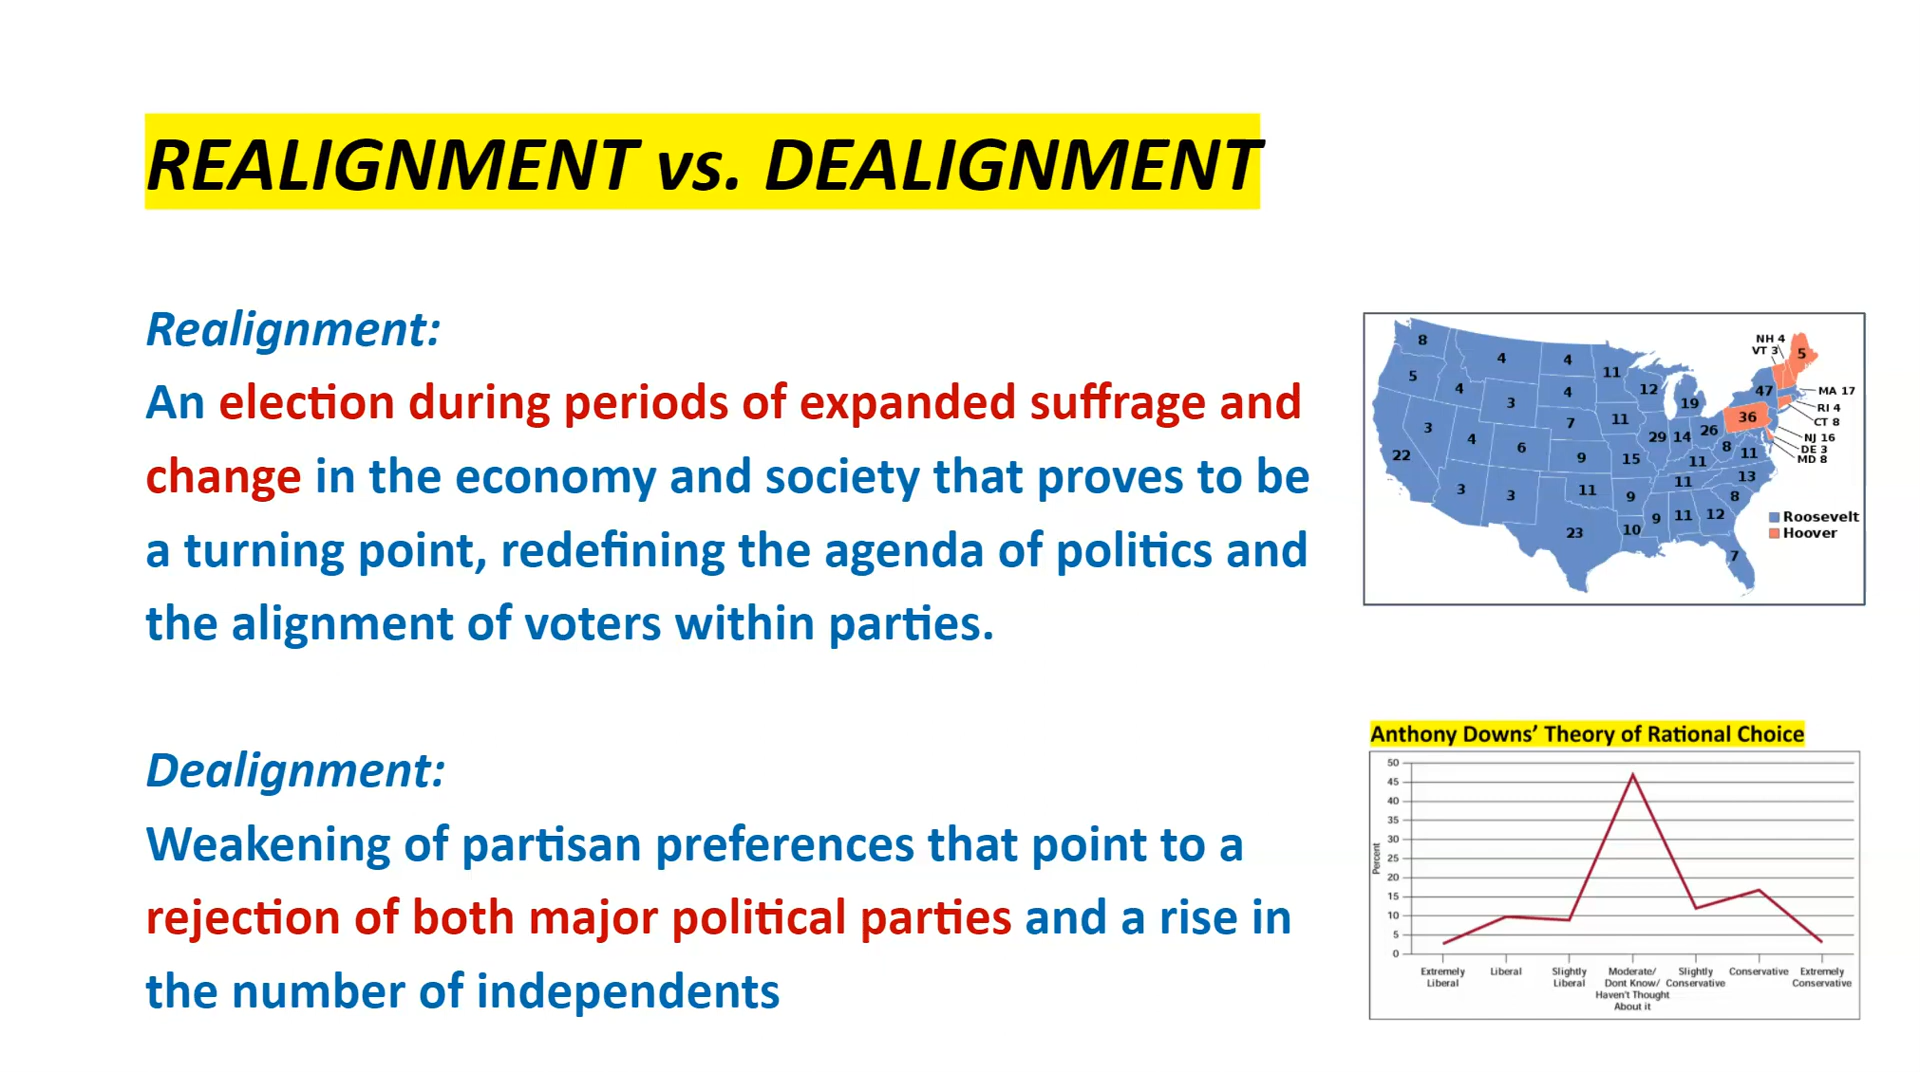 REALIGNMENT vs. DEALIGNMENT
Realignment:
An election during periods of expanded suffrage and
change in the economy and society that proves to be
a turning point, redefining the agenda of politics and
the alignment of voters within parties.
Dealignment:
Weakening of partisan preferences that point to a
rejection of both major political parties and a rise in
the number of independents
8
5
4
4
3
22
3
4
3
6
3
4
4
7
9
11
23
11
11
15
9
10
12
29
19
14
11
11
9
11
26
8
12
7
8
13
11
36
47
5
NH 4
VT 3
MA 17
RI 4
CT 8
NJ 16
DE 3
MD 8
Roosevelt
Hoover
Anthony Downs’ Theory of Rational Choice
50
45
40
35
30
25
20
15
10
5
0
Percent
Extremely
Liberal
Liberal
Slightly
Liberal
Moderate/
Dont Know/
Haven't Thought
About it
Slightly
Conservative
Conservative
Extremely
Conservative